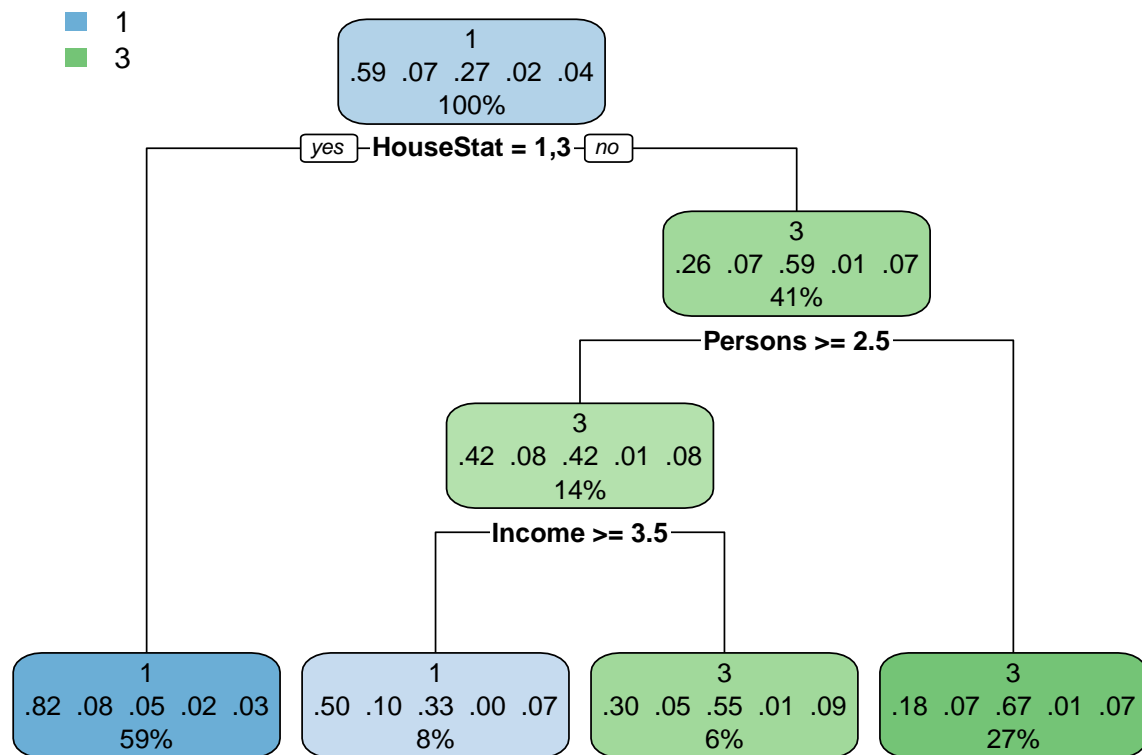 1
3
1
.59 .07 .27 .02 .04
100%
yes HouseStat = 1,3 no
3
.26 .07 .59 .01 .07
41%
Persons >= 2.5
3
.42 .08 .42 .01 .08
14%
Income >= 3.5
1
.82 .08 .05 .02 .03
59%
1
.50 .10 .33 .00 .07
8%
3
.30 .05 .55 .01 .09
6%
3
.18 .07 .67 .01 .07
27%